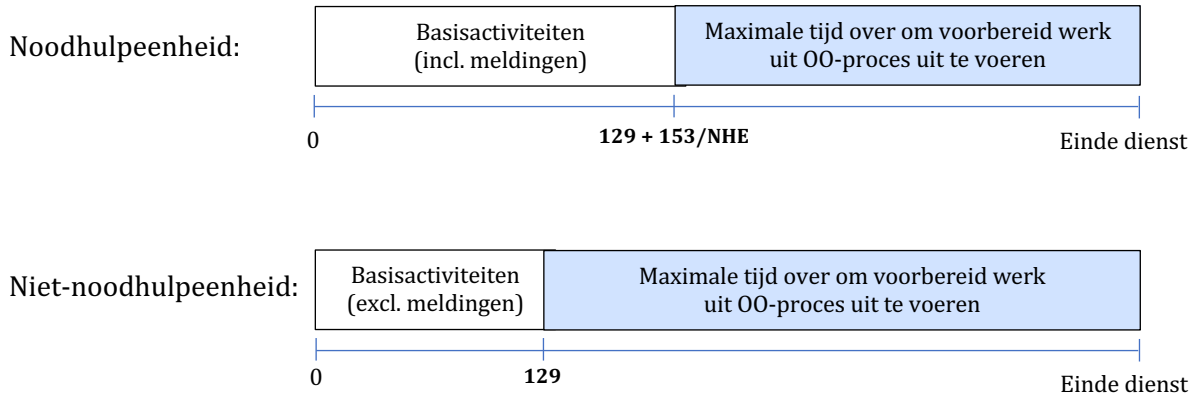 Noodhulpeenheid:
Basisactiviteiten
(incl. meldingen)
Maximale tijd over om voorbereid werk
uit OO-proces uit te voeren
0
129 + 153/NHE
Einde dienst
Niet-noodhulpeenheid:
Basisactiviteiten
(excl. meldingen)
Maximale tijd over om voorbereid werk
uit OO-proces uit te voeren
0
129
Einde dienst